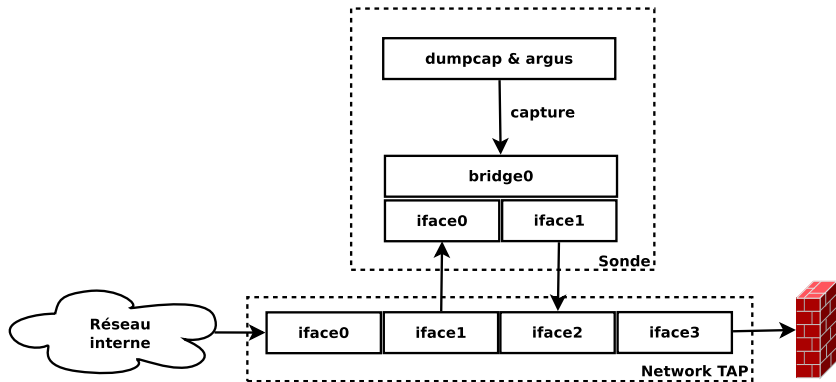 dumpcap & argus
capture
bridge0
iface0
iface1
Sonde
Réseau
interne
iface0
iface1
iface2
iface3
Network TAP